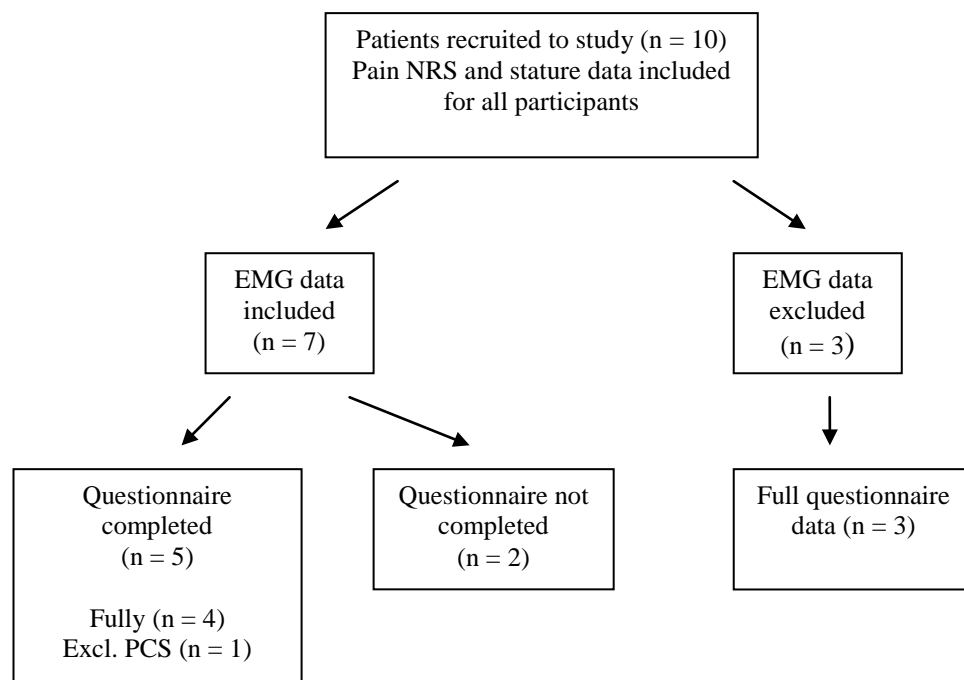 Patients recruited to study (n = 10)
Pain NRS and stature data included
for all participants
EMG data
included
(n = 7)
EMG data
excluded
(n = 3)
Questionnaire
completed
(n = 5)
Fully (n = 4)
Excl. PCS (n = 1)
Questionnaire not
completed
(n = 2)
Full questionnaire
data (n = 3)